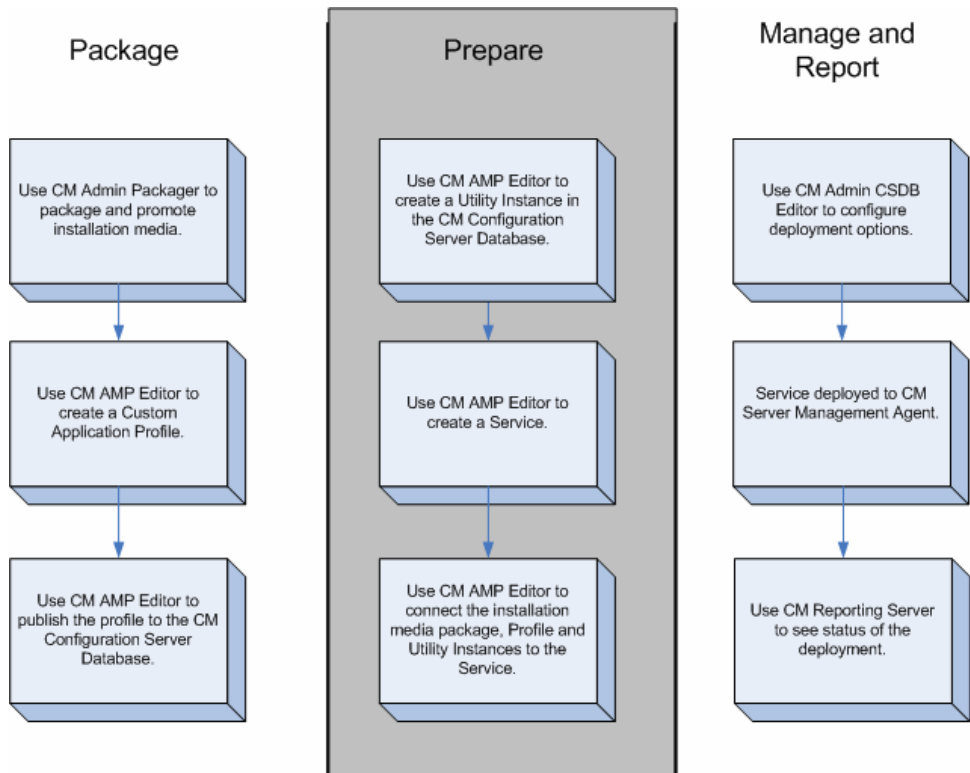 Package
Use CM Admin Packager to
package and promote
installation media.
Use CM AMP Editor to
create a Custom
Application Profile.
Use CM AMP Editor to
publish the profile to the CM
Configuration Server
Database.
Prepare
Use CM AMP Editor to
create a Utility Instance in
the CM Configuration
Server Database.
Use CM AMP Editor to
create a Service.
Use CM AMP Editor to
connect the installation
media package, Profile and
Utility Instances to the
Service.
Manage and
Report
Use CM Admin CSDB
Editor to configure
deployment options.
Service deployed to CM
Server Management Agent.
Use CM Reporting Server
to see status of the
deployment.